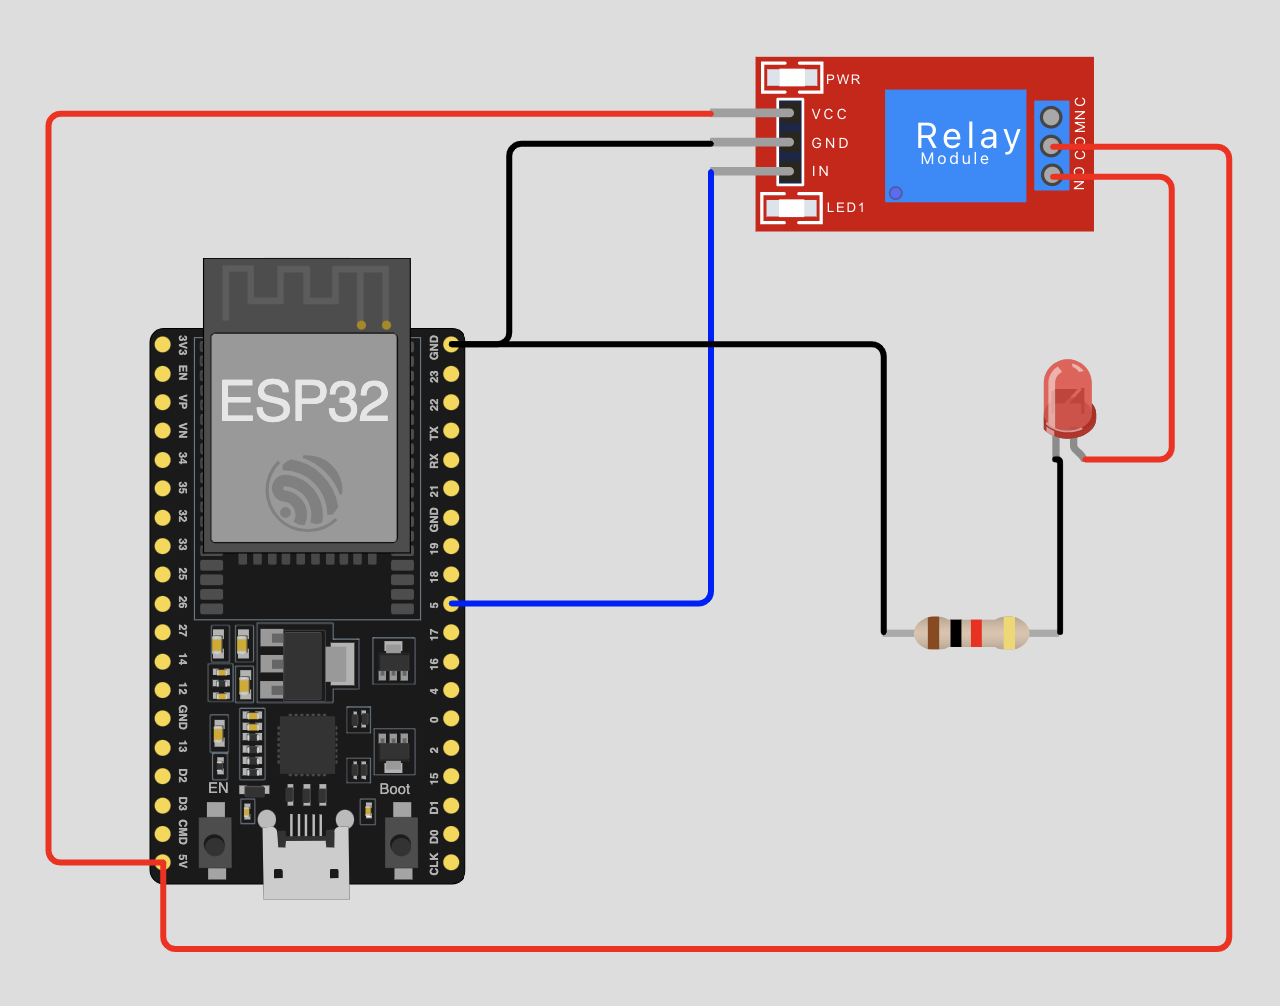 PWR
VCC
GND
IN
LED1
Relay
Module
NC
COM
NO
ESP32
3V3
EN
VP
VN
34
35
32
33
25
26
27
14
12
GND
13
D2
D3
CMD
5V
GND
23
22
TX
RX
21
GND
19
18
5
17
16
4
0
2
15
D1
D0
CLK
EN
Boot